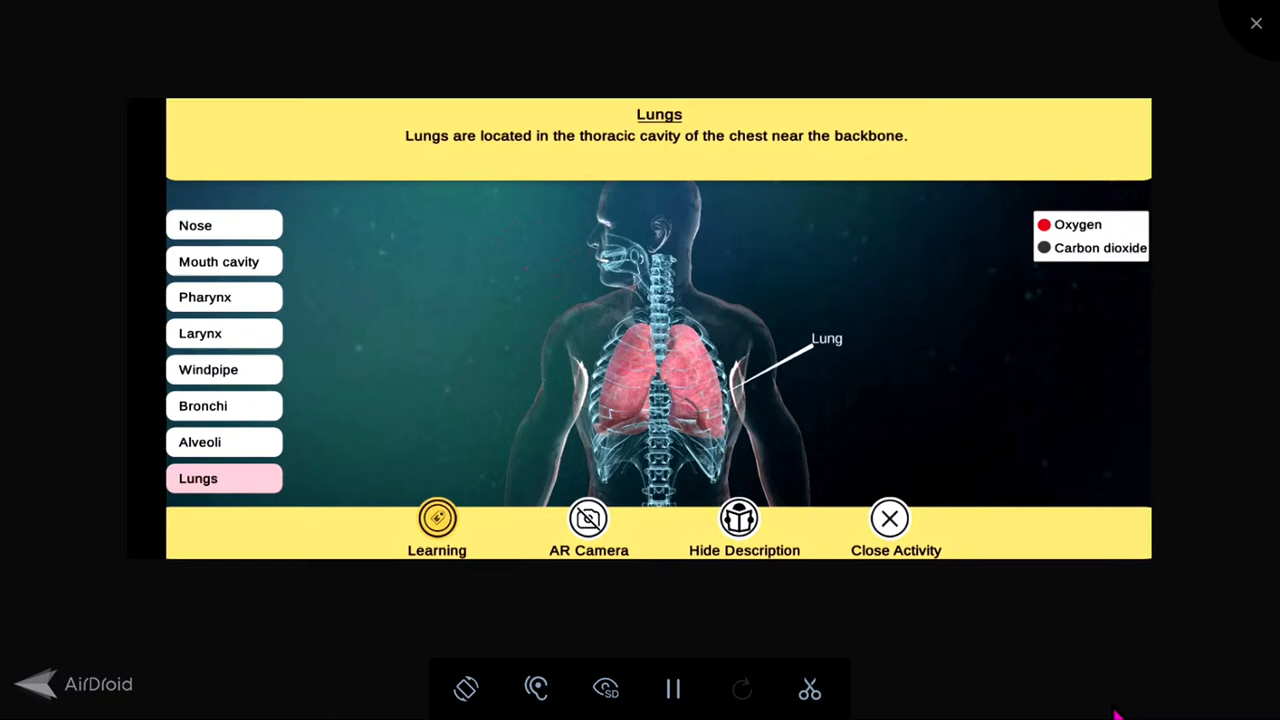 Lungs
Lungs are located in the thoracic cavity of the chest near the backbone.
Nose
Mouth cavity
Pharynx
Larynx
Windpipe
Bronchi
Alveoli
Lungs
Oxygen
Carbon dioxide
Lung
Learning
AR Camera
Hide Description
Close Activity
AirDroid
SD